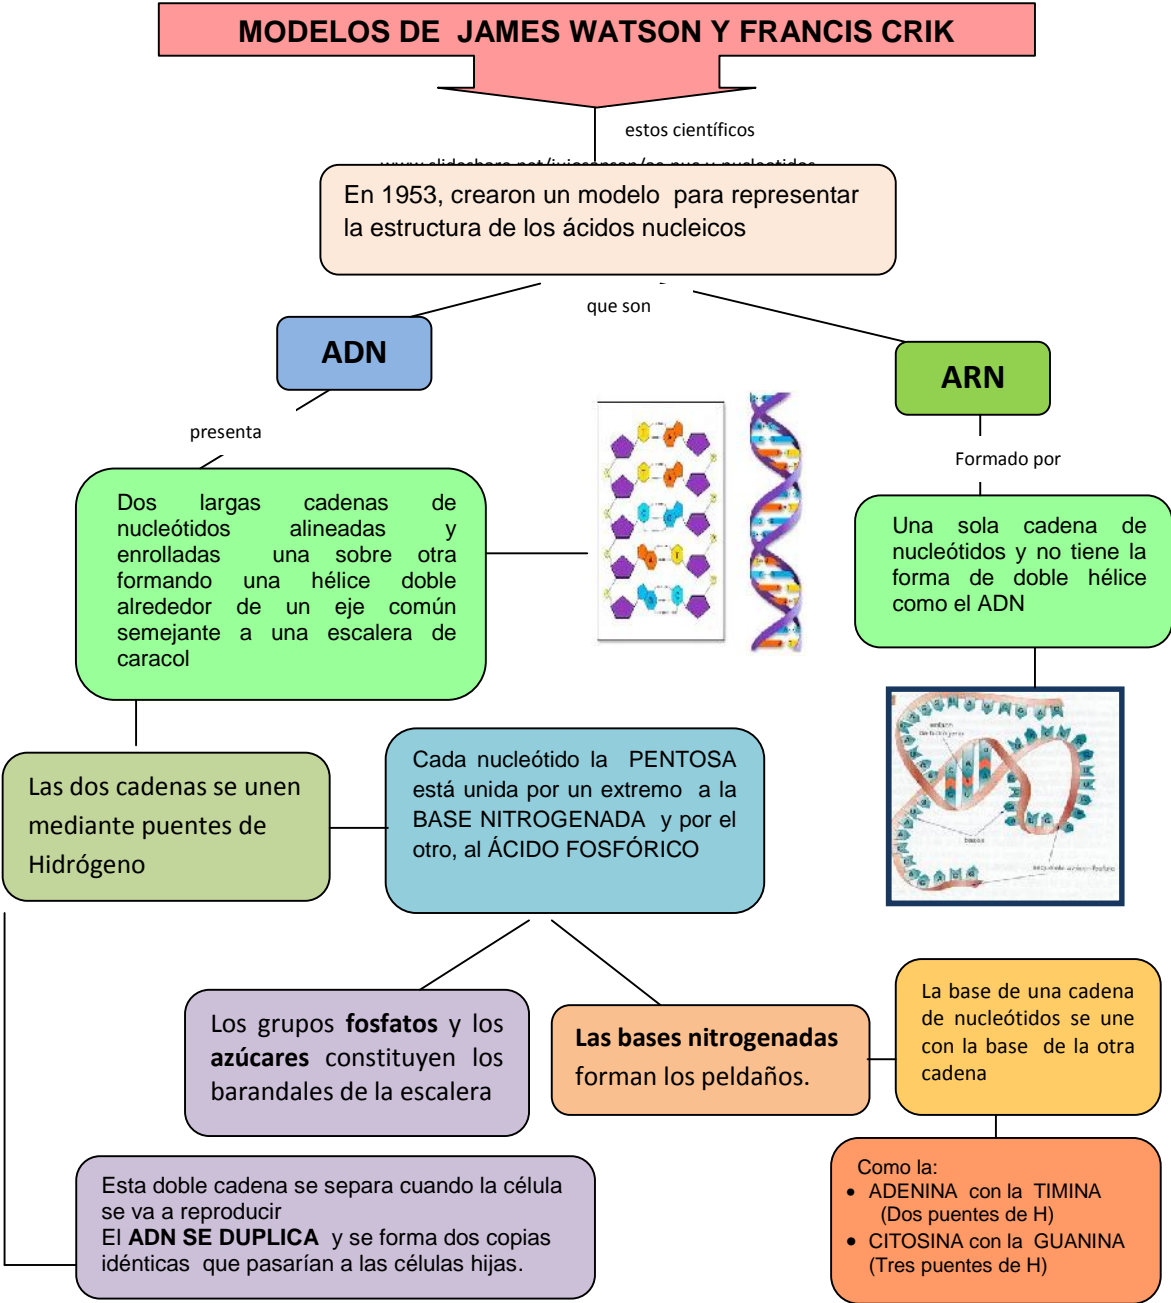 MODELOS DE  JAMES WATSON Y FRANCIS CRIK
estos científicos
En 1953, crearon un modelo  para representar
la estructura de los ácidos nucleicos
que son
ADN
ARN
presenta
Formado por
Dos largas cadenas de
nucleótidos alineadas y
enrolladas una sobre otra
formando una hélice doble
alrededor de un eje común
semejante a una escalera de
caracol
Una sola cadena de
nucleótidos y no tiene la
forma de doble hélice
como el ADN
Las dos cadenas se unen
mediante puentes de
Hidrógeno
Cada nucleótido la  PENTOSA
está unida por un extremo  a la
BASE NITROGENADA  y por el
otro, al ÁCIDO FOSFÓRICO
bases
Los grupos fosfatos y los
azúcares constituyen los
barandales de la escalera
Las bases nitrogenadas
forman los peldaños.
La base de una cadena
de nucleótidos se une
con la base  de la otra
cadena
Esta doble cadena se separa cuando la célula
se va a reproducir
El ADN SE DUPLICA  y se forma dos copias
idénticas  que pasarían a las células hijas.
Como la:
• ADENINA  con la  TIMINA
(Dos puentes de H)
• CITOSINA con la  GUANINA
(Tres puentes de H)